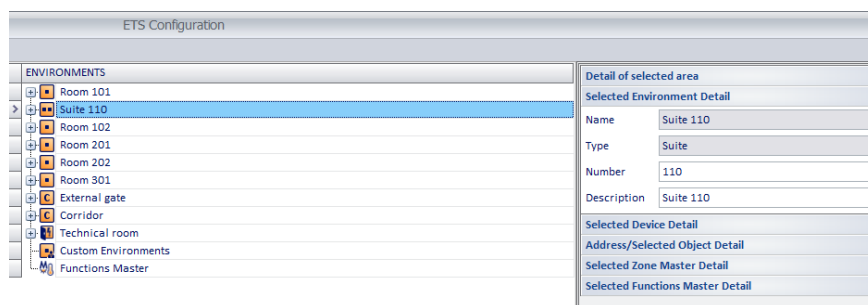 ETS Configuration
ENVIRONMENTS
Room 101
Suite 110
Room 102
Room 201
Room 202
Room 301
C External gate
C Corridor
Technical room
Custom Environments
Functions Master
Detail of selected area
Selected Environment Detail
Name Suite 110
Type Suite
Number 110
Description Suite 110
Selected Device Detail
Address/Selected Object Detail
Selected Zone Master Detail
Selected Functions Master Detail